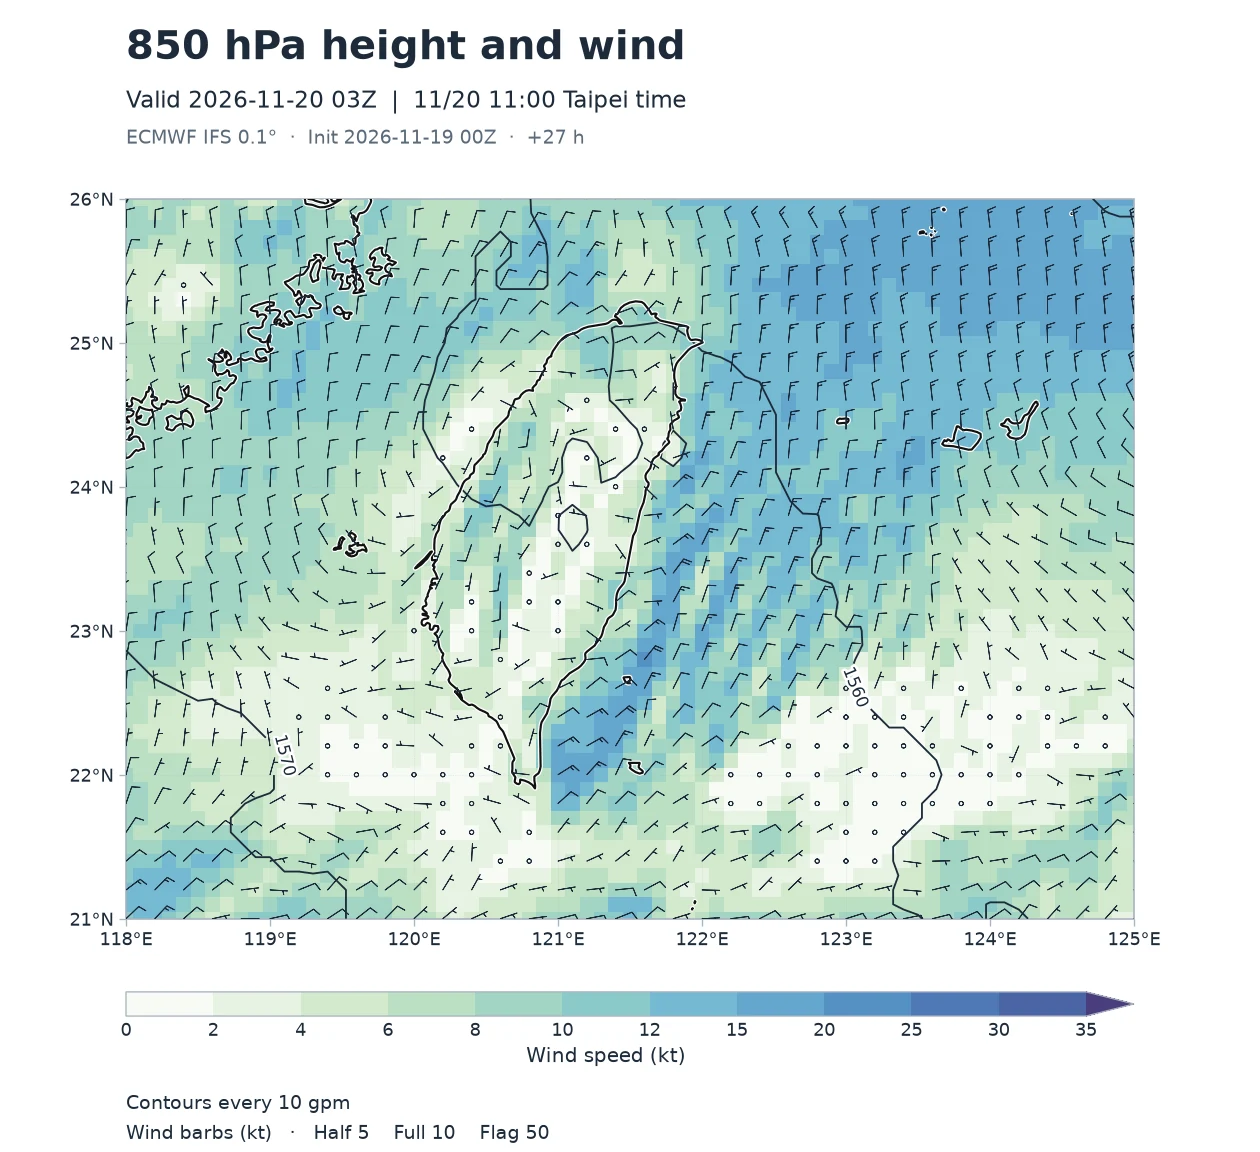 850 hPa height and wind
Valid 2026-11-20 03Z | 11/20 11:00 Taipei time
ECMWF IFS 0.1° · Init 2026-11-19 00Z · +27 h
26°N
25°N
24°N
23°N
22°N
21°N
1560
1570
118°E 119°E 120°E 121°E 122°E 123°E 124°E 125°E
0 2 4 6 8 10 12 15 20 25 30 35
Wind speed (kt)
Contours every 10 gpm
Wind barbs (kt) · Half 5 Full 10 Flag 50